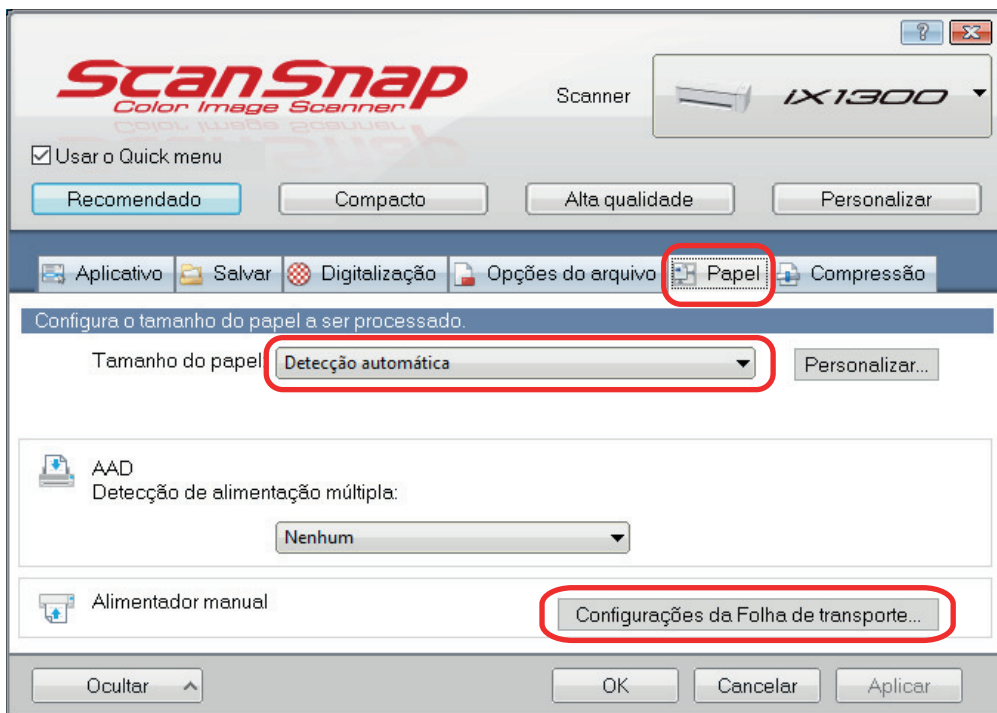 ScanSnap
Color Image Scanner
Scanner
iX1300
Usar o Quick menu
Recomendado
Compacto
Alta qualidade
Personalizar
Aplicativo
Salvar
Digitalização
Opções do arquivo
Papel
Compressão
Configura o tamanho do papel a ser processado.
Tamanho do papel:
Detecção automática
Personalizar...
AAD
Detecção de alimentação múltipla:
Nenhum
Alimentador manual
Configurações da Folha de transporte...
Ocultar
OK
Cancelar
Aplicar